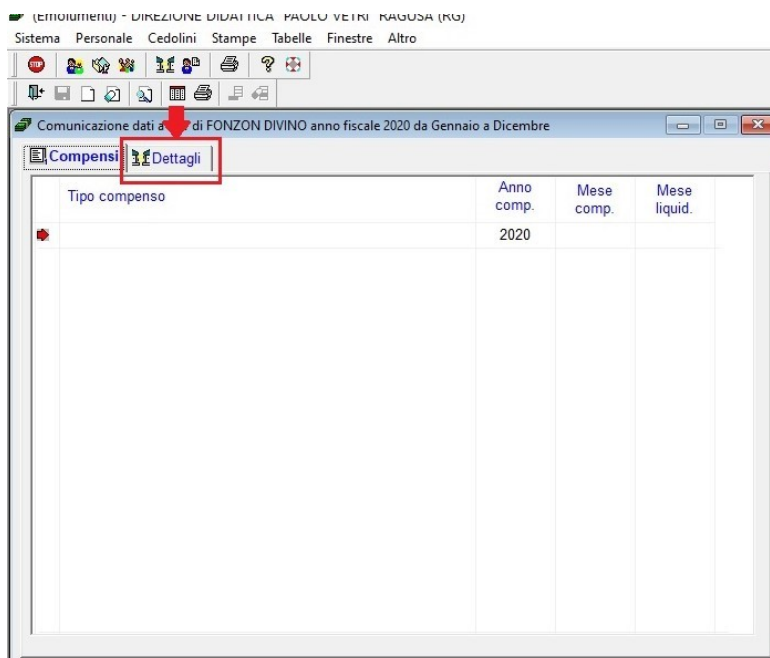 (Emolumenti) - DIREZIONE DIDATTICA "PAOLO VETRI" RAGUSA (RG)
Sistema Personale Cedolini Stampe Tabelle Finestre Altro
STOP
Comunicazione dati a di FONZON DIVINO anno fiscale 2020 da Gennaio a Dicembre
Compensi Dettagli
Tipo compenso Anno comp. Mese comp. Mese liquid.
2020